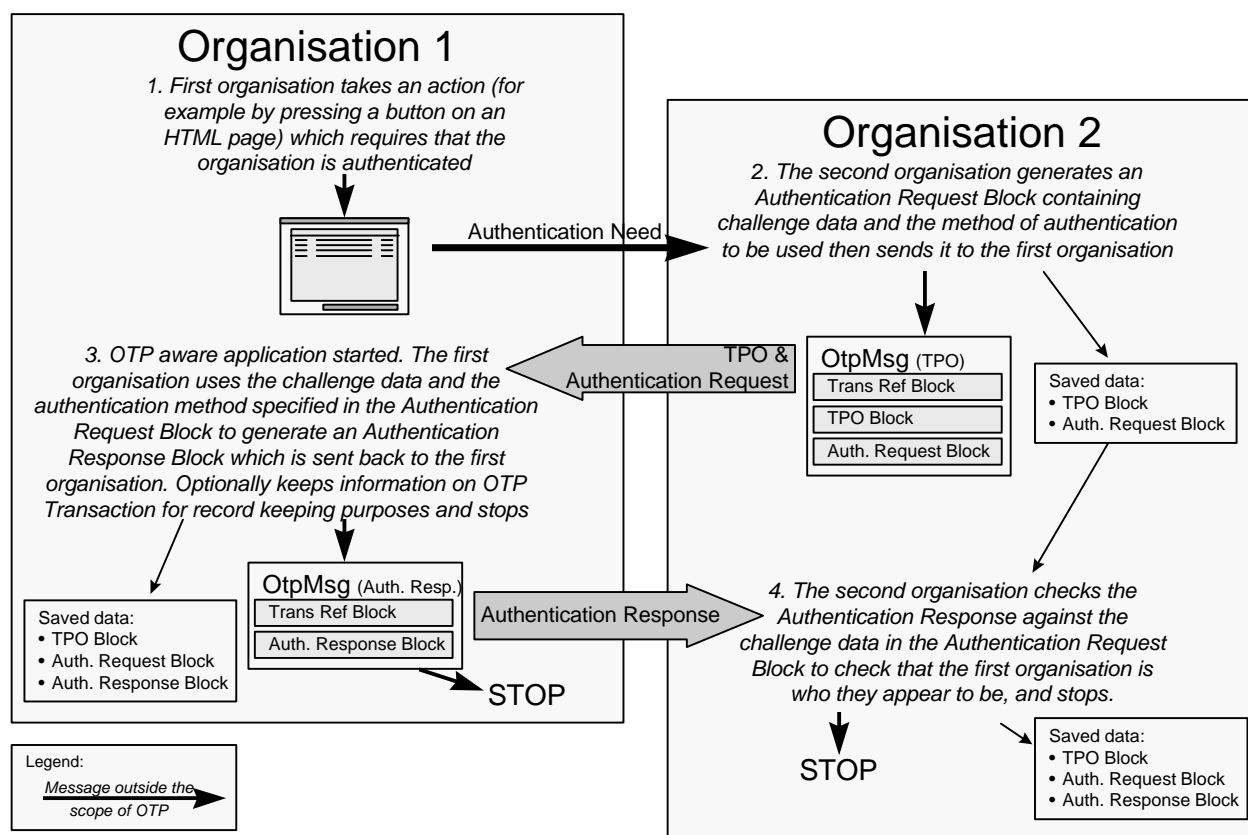 Organisation 1
1. First organisation takes an action (for
example by pressing a button on an
HTML page) which requires that the
organisation is authenticated
Organisation 2
2. The second organisation generates an
Authentication Request Block containing
challenge data and the method of authentication
to be used then sends it to the first organisation
Authentication Need
TPO &
Authentication Request
OtpMsg (TPO)
Trans Ref Block
TPO Block
Auth. Request Block
Saved data:
• TPO Block
• Auth. Request Block
3. OTP aware application started. The first
organisation uses the challenge data and the
authentication method specified in the Authentication
Request Block to generate an Authentication
Response Block which is sent back to the first
organisation. Optionally keeps information on OTP
Transaction for record keeping purposes and stops
OtpMsg (Auth. Resp.)
Trans Ref Block
Auth. Response Block
Saved data:
• TPO Block
• Auth. Request Block
• Auth. Response Block
STOP
Authentication Response
4. The second organisation checks the
Authentication Response against the
challenge data in the Authentication Request
Block to check that the first organisation is
who they appear to be, and stops.
STOP
Saved data:
• TPO Block
• Auth. Request Block
• Auth. Response Block
Legend:
Message outside the
scope of OTP